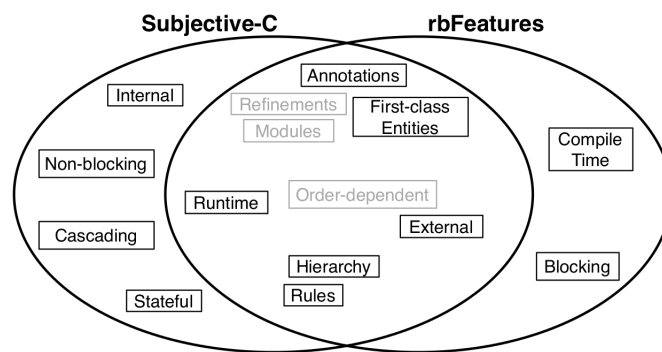 Subjective-C
rbFeatures
Annotations
Internal
Refinements
First-class
Entities
Modules
Compile
Time
Non-blocking
Runtime
Order-dependent
External
Cascading
Hierarchy
Blocking
Stateful
Rules